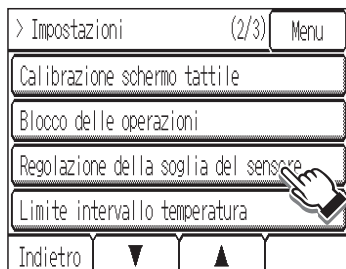 > Impostazioni (2/3) Menu
Calibrazione schermo tattile
Blocco delle operazioni
Regolazione della soglia del sensore
Limite intervallo temperatura
Indietro ▼ ▲